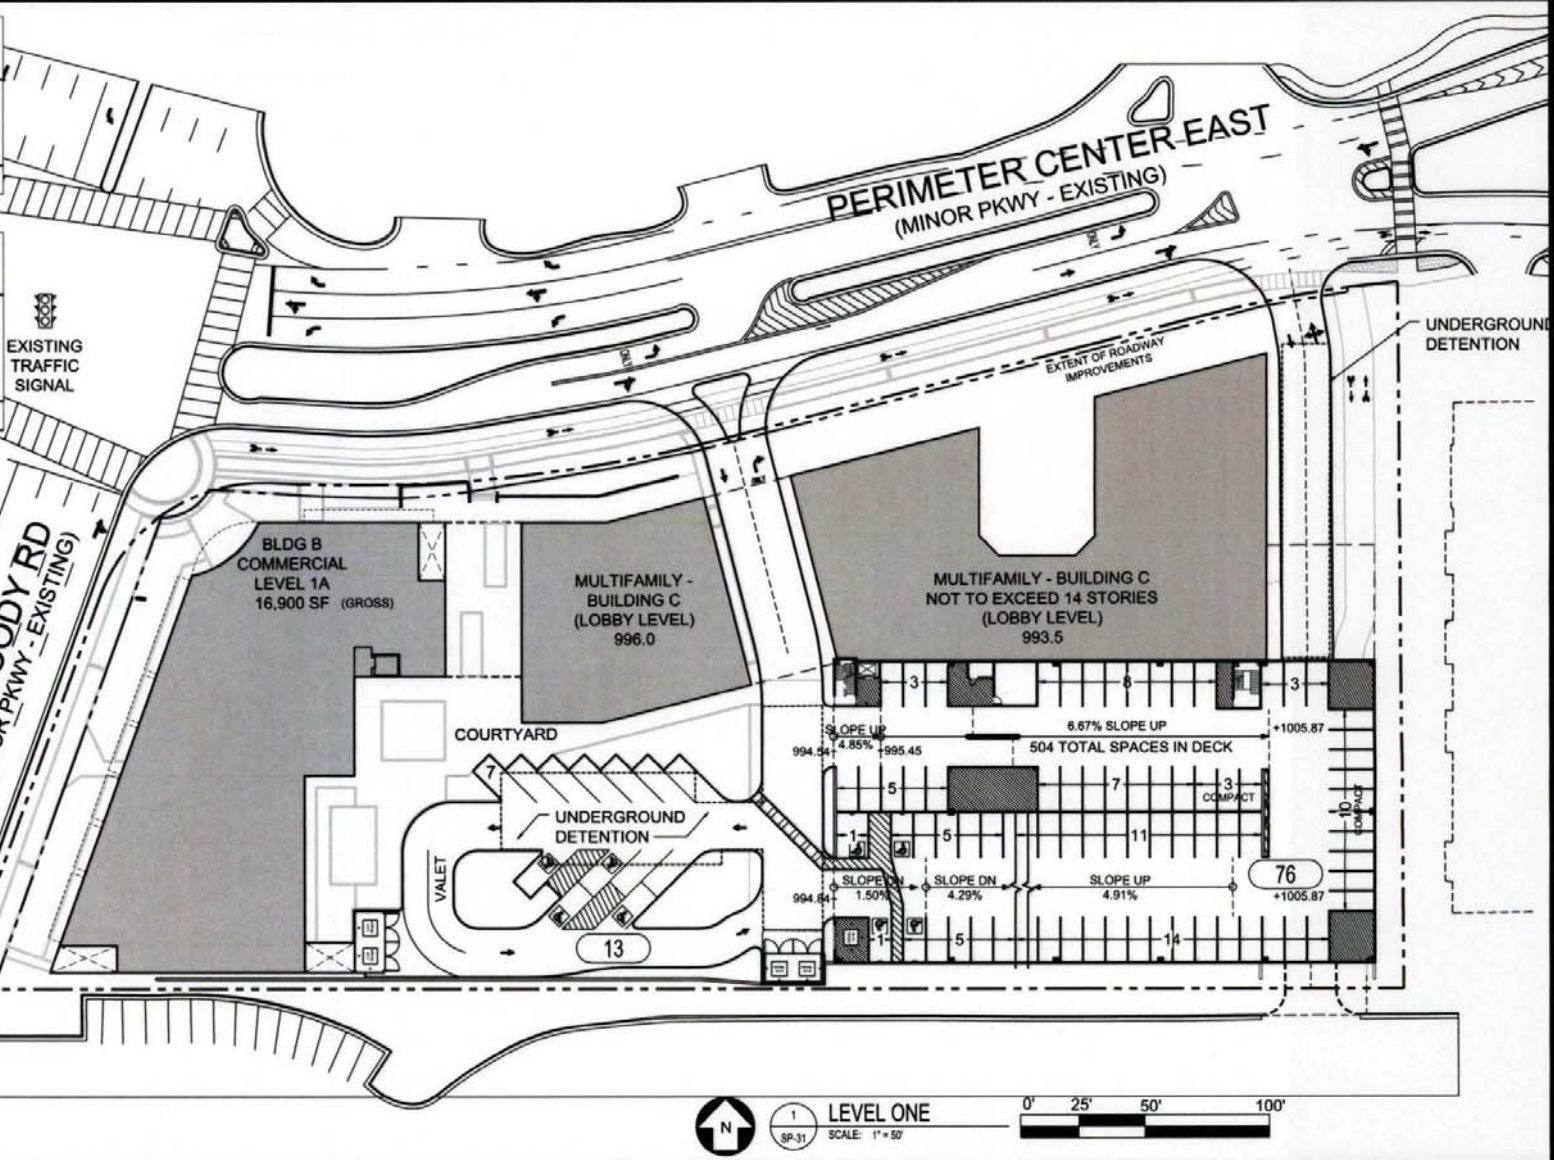 PERIMETER CENTER EAST
(MINOR PKWY - EXISTING)
ONLY
EXISTING
TRAFFIC
SIGNAL
UNDERGROUND
DETENTION
EXTENT OF ROADWAY
IMPROVEMENTS
ONLY
ONLY
OODY RD
OR PKWY - EXISTING)
BLDG B
COMMERCIAL
LEVEL 1A
16,900 SF (GROSS)
MULTIFAMILY -
BUILDING C
(LOBBY LEVEL)
996.0
MULTIFAMILY - BUILDING C
NOT TO EXCEED 14 STORIES
(LOBBY LEVEL)
993.5
3
8
3
COURTYARD
SLOPE UP
4.85%
994.54
+995.45
6.67% SLOPE UP
+1005.87
504 TOTAL SPACES IN DECK
7
5
7
3
COMPACT
10
COMPACT
UNDERGROUND
DETENTION
1
5
11
VALET
76
SLOPE DN
1.50%
SLOPE DN
4.29%
SLOPE UP
4.91%
994.84
+1005.87
13
1
5
14
N
1
SP-31
LEVEL ONE
SCALE: 1" = 50'
0' 25' 50' 100'